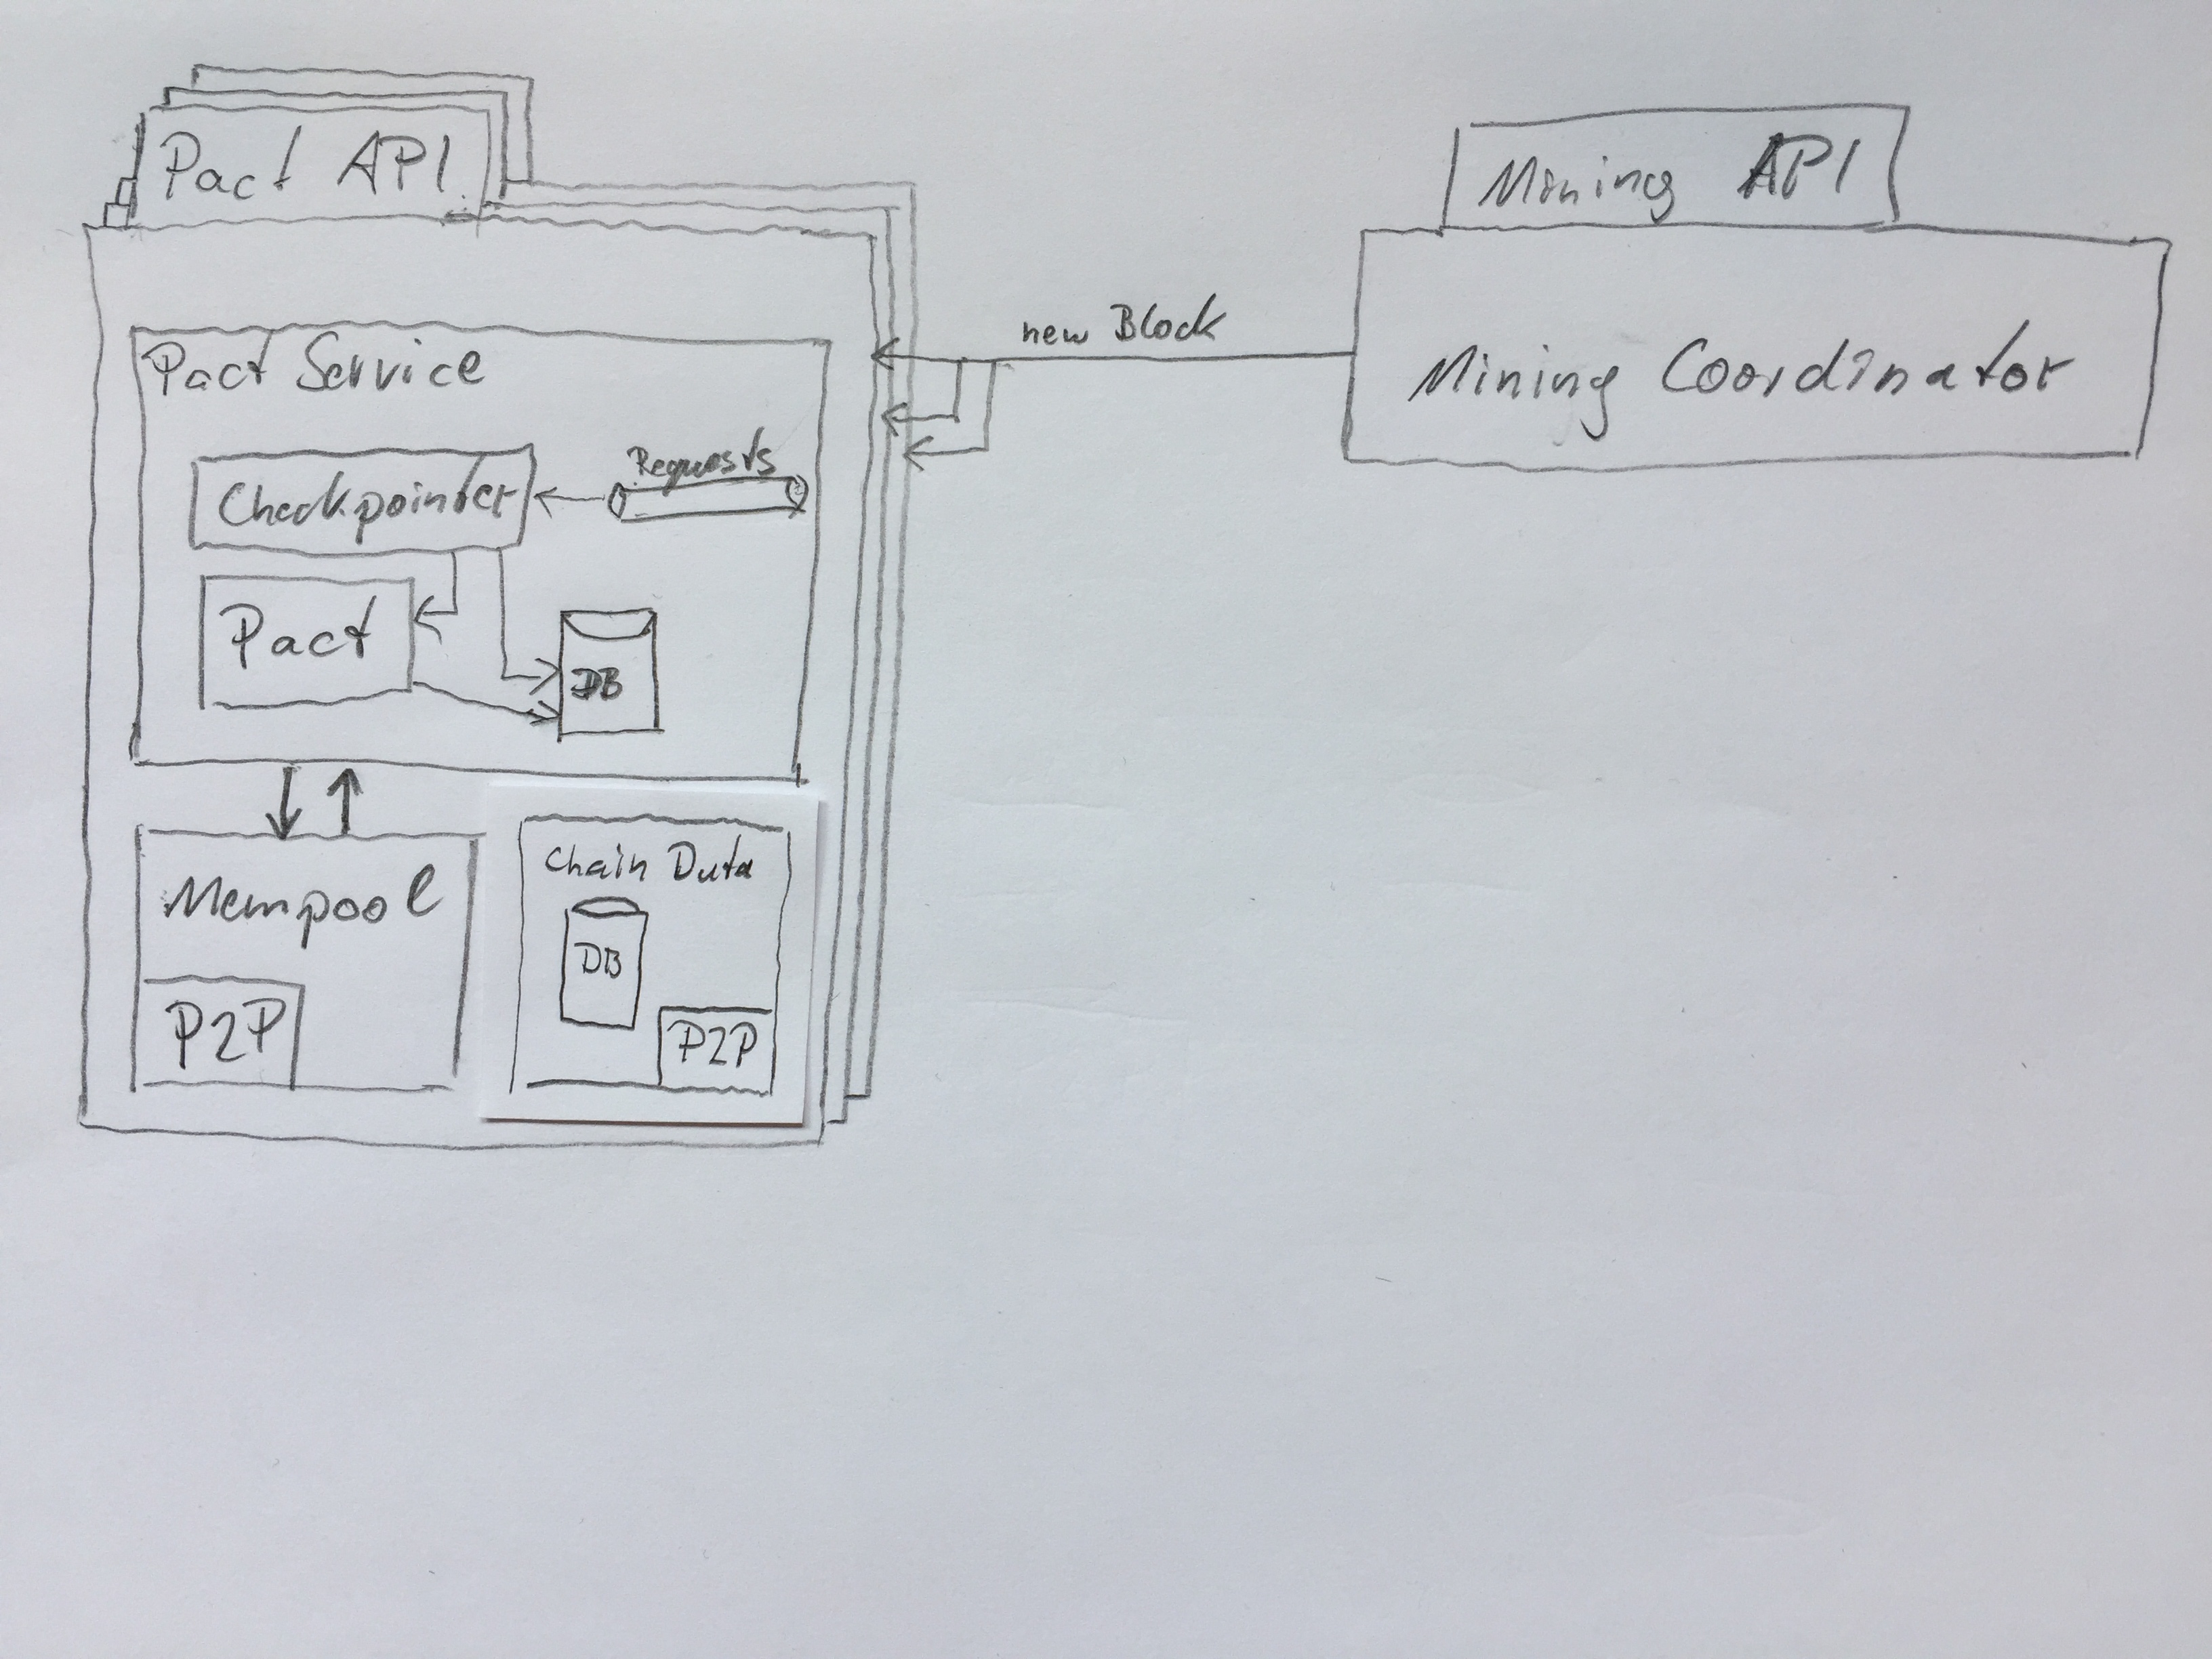 Pact API
Mining API
new Block
Mining Coordinator
Pact Service
Requests
Checkpointer
Pact
DB
Mempool
P2P
Chain Data
DB
P2P